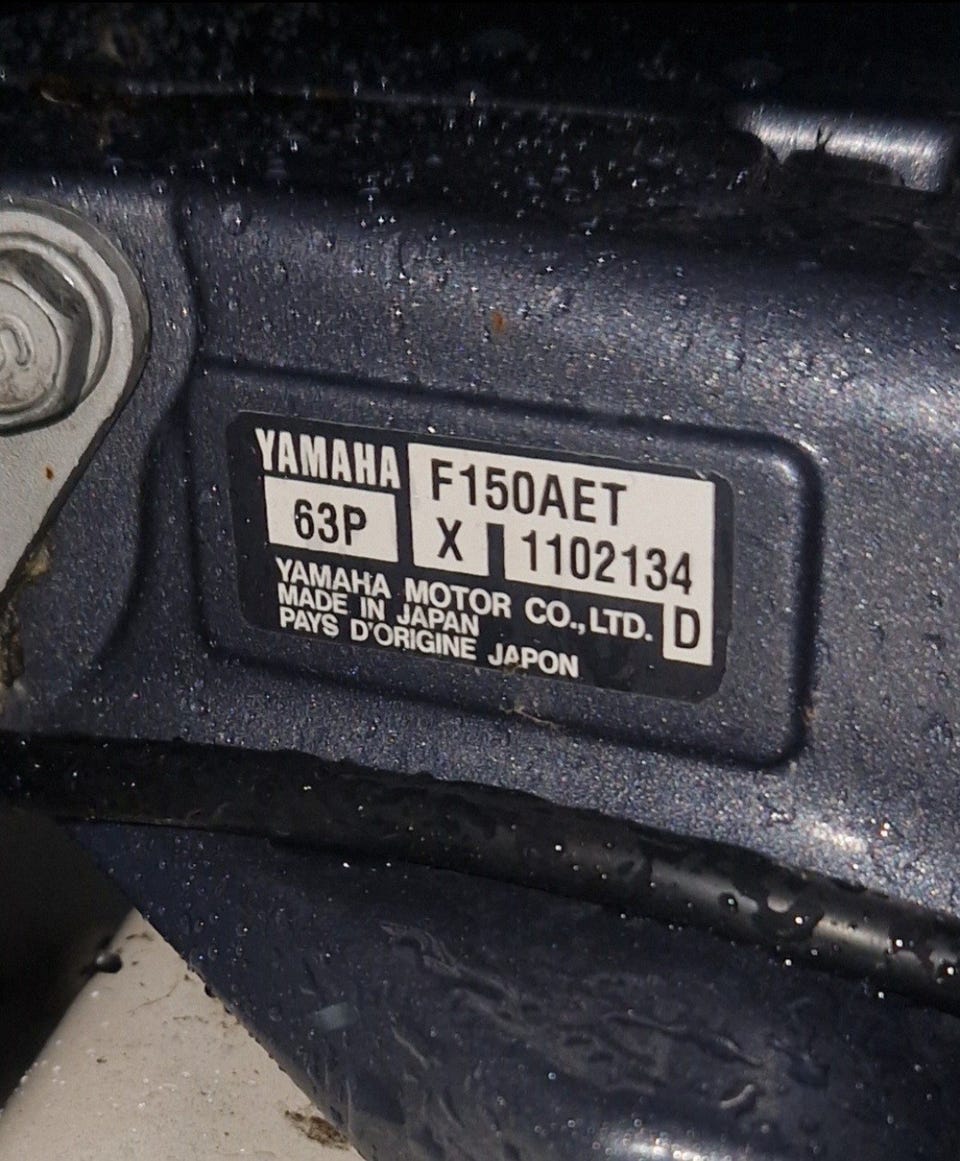 YAMAHA F150AET
63P X 1102134
YAMAHA MOTOR CO.,LTD. D
MADE IN JAPAN
PAYS D'ORIGINE JAPON